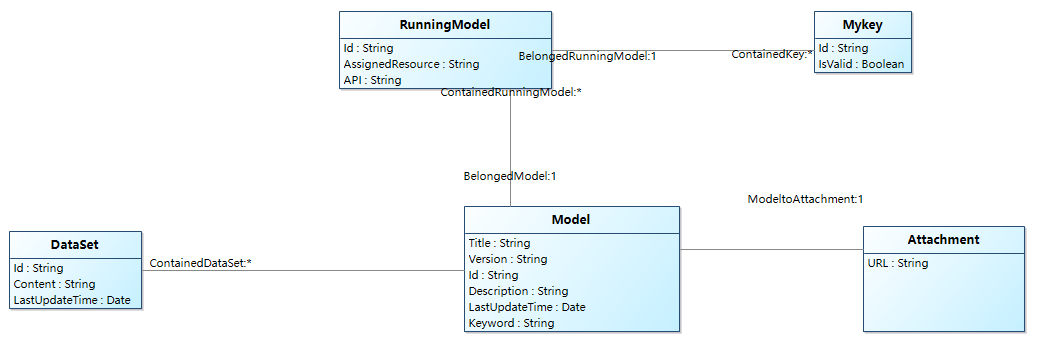 RunningModel
Id : String
AssignedResource : String
API : String
Mykey
Id : String
IsValid : Boolean
BelongedRunningModel:1
ContainedKey:*
ContainedRunningModel:*
BelongedModel:1
ModeltoAttachment:1
DataSet
Id : String
Content : String
LastUpdateTime : Date
ContainedDataSet:*
Model
Title : String
Version : String
Id : String
Description : String
LastUpdateTime : Date
Keyword : String
Attachment
URL : String